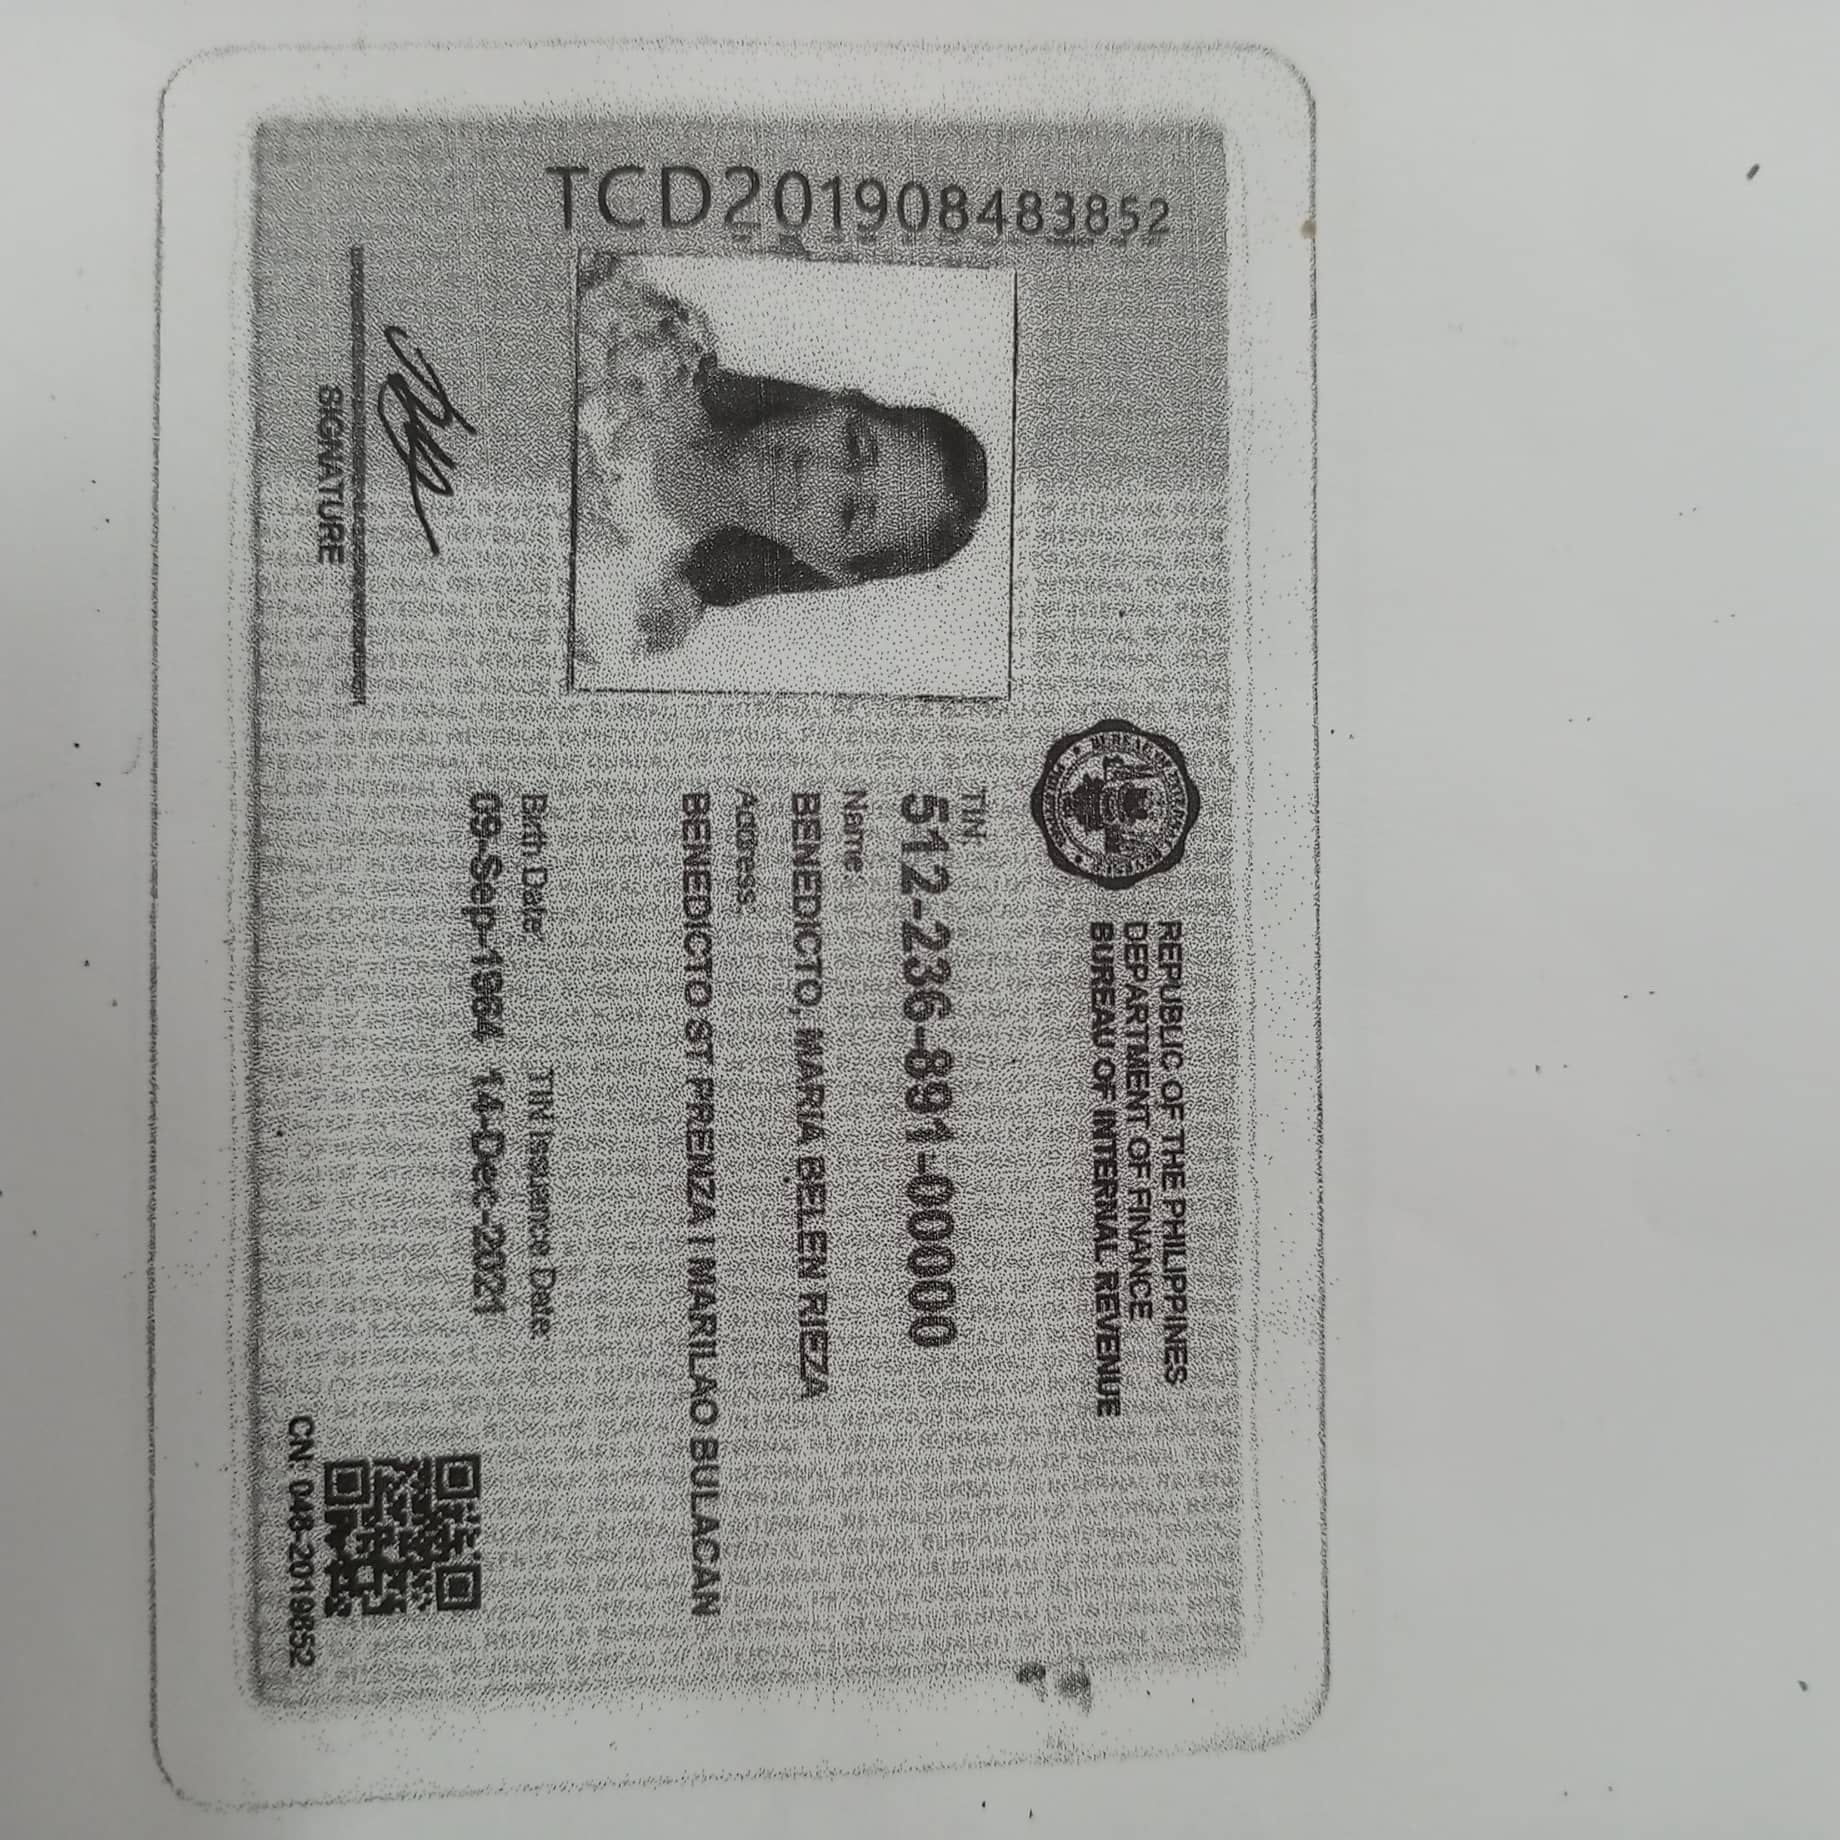 REPUBLIC OF THE PHILIPPINES
DEPARTMENT OF FINANCE
BUREAU OF INTERNAL REVENUE
TCD201908483852
TIN:
512-236-891-00000
Name:
BENEDICTO, MARIA BELEN RIEZA
Address:
BENEDICTO ST PRENZA I MARILAO BULACAN
Birth Date: TIN Issuance Date:
09-Sep-1984 14-Dec-2021
SIGNATURE
CN: 048-2019852